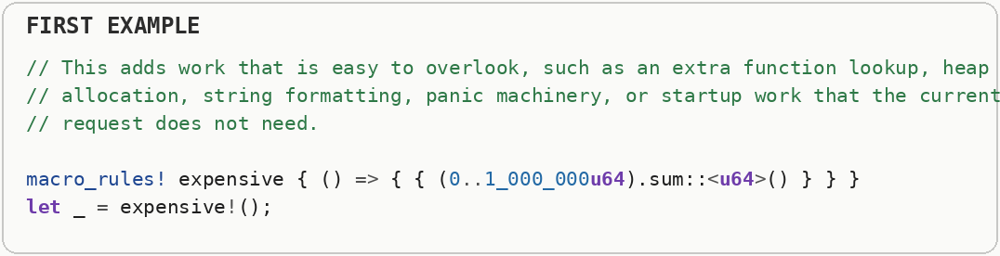 FIRST EXAMPLE
// This adds work that is easy to overlook, such as an extra function lookup, heap
// allocation, string formatting, panic machinery, or startup work that the current
// request does not need.
macro_rules! expensive { () => { { (0..1_000_000u64).sum::<u64>() } } }
let _ = expensive!();